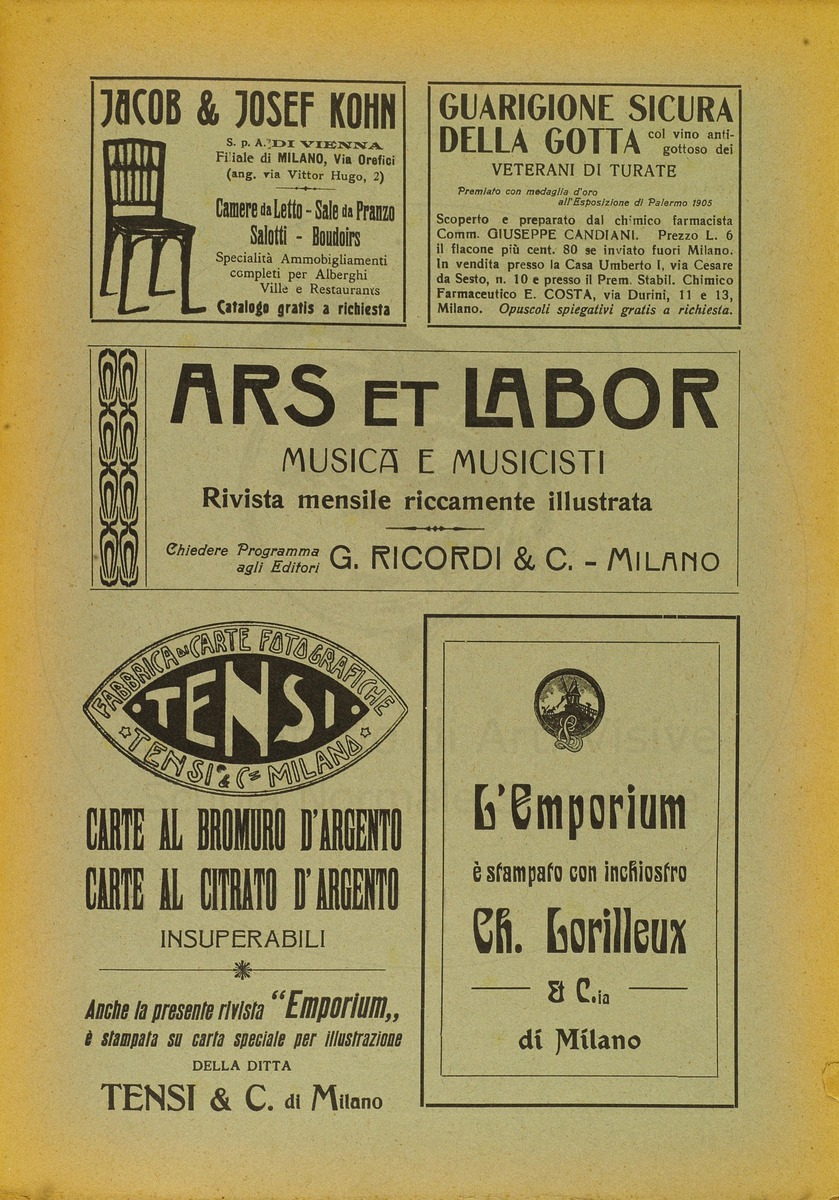 JACOB & JOSEF KOHN
S. p. A. DI VIENNA
Filiale di MILANO, Via Orefici
(ang. via Vittor Hugo, 2)
Camere da Letto - Sale da Pranzo
Salotti - Boudoirs
Specialità Ammobigliamenti
completi per Alberghi
Ville e Restaurants
Catalogo gratis a richiesta
GUARIGIONE SICURA
DELLA GOTTA col vino anti-
gottoso dei
VETERANI DI TURATE
Premiato con medaglia d'oro
all'Esposizione di Palermo 1905
Scoperto e preparato dal chimico farmacista
Comm. GIUSEPPE CANDIANI. Prezzo L. 6
il flacone più cent. 80 se inviato fuori Milano.
In vendita presso la Casa Umberto I, via Cesare
da Sesto, n. 10 e presso il Prem. Stabil. Chimico
Farmaceutico E. COSTA, via Durini, 11 e 13,
Milano. Opuscoli spiegativi gratis a richiesta.
ARS ET LABOR
MUSICA E MUSICISTI
Rivista mensile riccamente illustrata
Chiedere Programma
agli Editori G. RICORDI & C. - MILANO
FABBRICA DI CARTE FOTOGRAFICHE
TENSI
TENSI & C. MILANO
CARTE AL BROMURO D'ARGENTO
CARTE AL CITRATO D'ARGENTO
INSUPERABILI
Anche la presente rivista "Emporium„
è stampata su carta speciale per illustrazione
DELLA DITTA
TENSI & C. di Milano
L'Emporium
è stampato con inchiostro
Ch. Lorilleux
& C.ia
di Milano